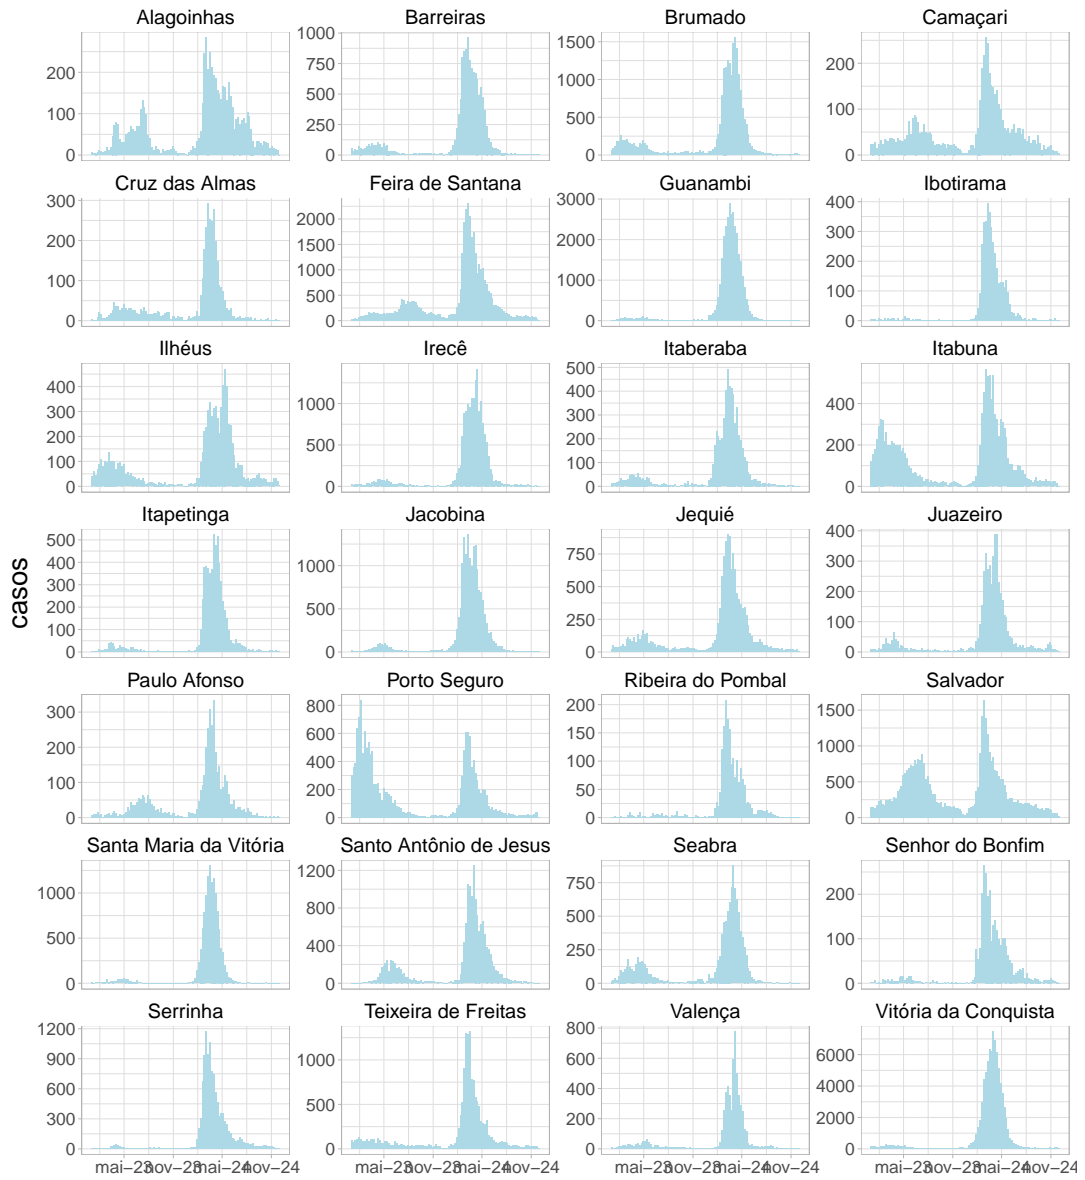 Alagoinhas Barreiras Brumado Camaçari
0 100 200
0 250 500 750 1000
0 500 1000 1500
0 100 200
Cruz das Almas Feira de Santana Guanambi Ibotirama
0 100 200 300
0 500 1000 1500 2000
0 1000 2000 3000
0 100 200 300 400
Ilhéus Irecê Itaberaba Itabuna
0 100 200 300 400
0 500 1000
0 100 200 300 400 500
0 200 400
Itapetinga Jacobina Jequié Juazeiro
0 100 200 300 400 500
0 500 1000
0 250 500 750
0 100 200 300 400
casos
Paulo Afonso Porto Seguro Ribeira do Pombal Salvador
0 100 200 300
0 200 400 600 800
0 50 100 150 200
0 500 1000 1500
Santa Maria da Vitória Santo Antônio de Jesus Seabra Senhor do Bonfim
0 500 1000
0 400 800 1200
0 250 500 750
0 100 200
Serrinha Teixeira de Freitas Valença Vitória da Conquista
0 300 600 900 1200
0 500 1000
0 200 400 600 800
0 2000 4000 6000
mai−23 nov−23 mai−24 nov−24 mai−23 nov−23 mai−24 nov−24 mai−23 nov−23 mai−24 nov−24 mai−23 nov−23 mai−24 nov−24